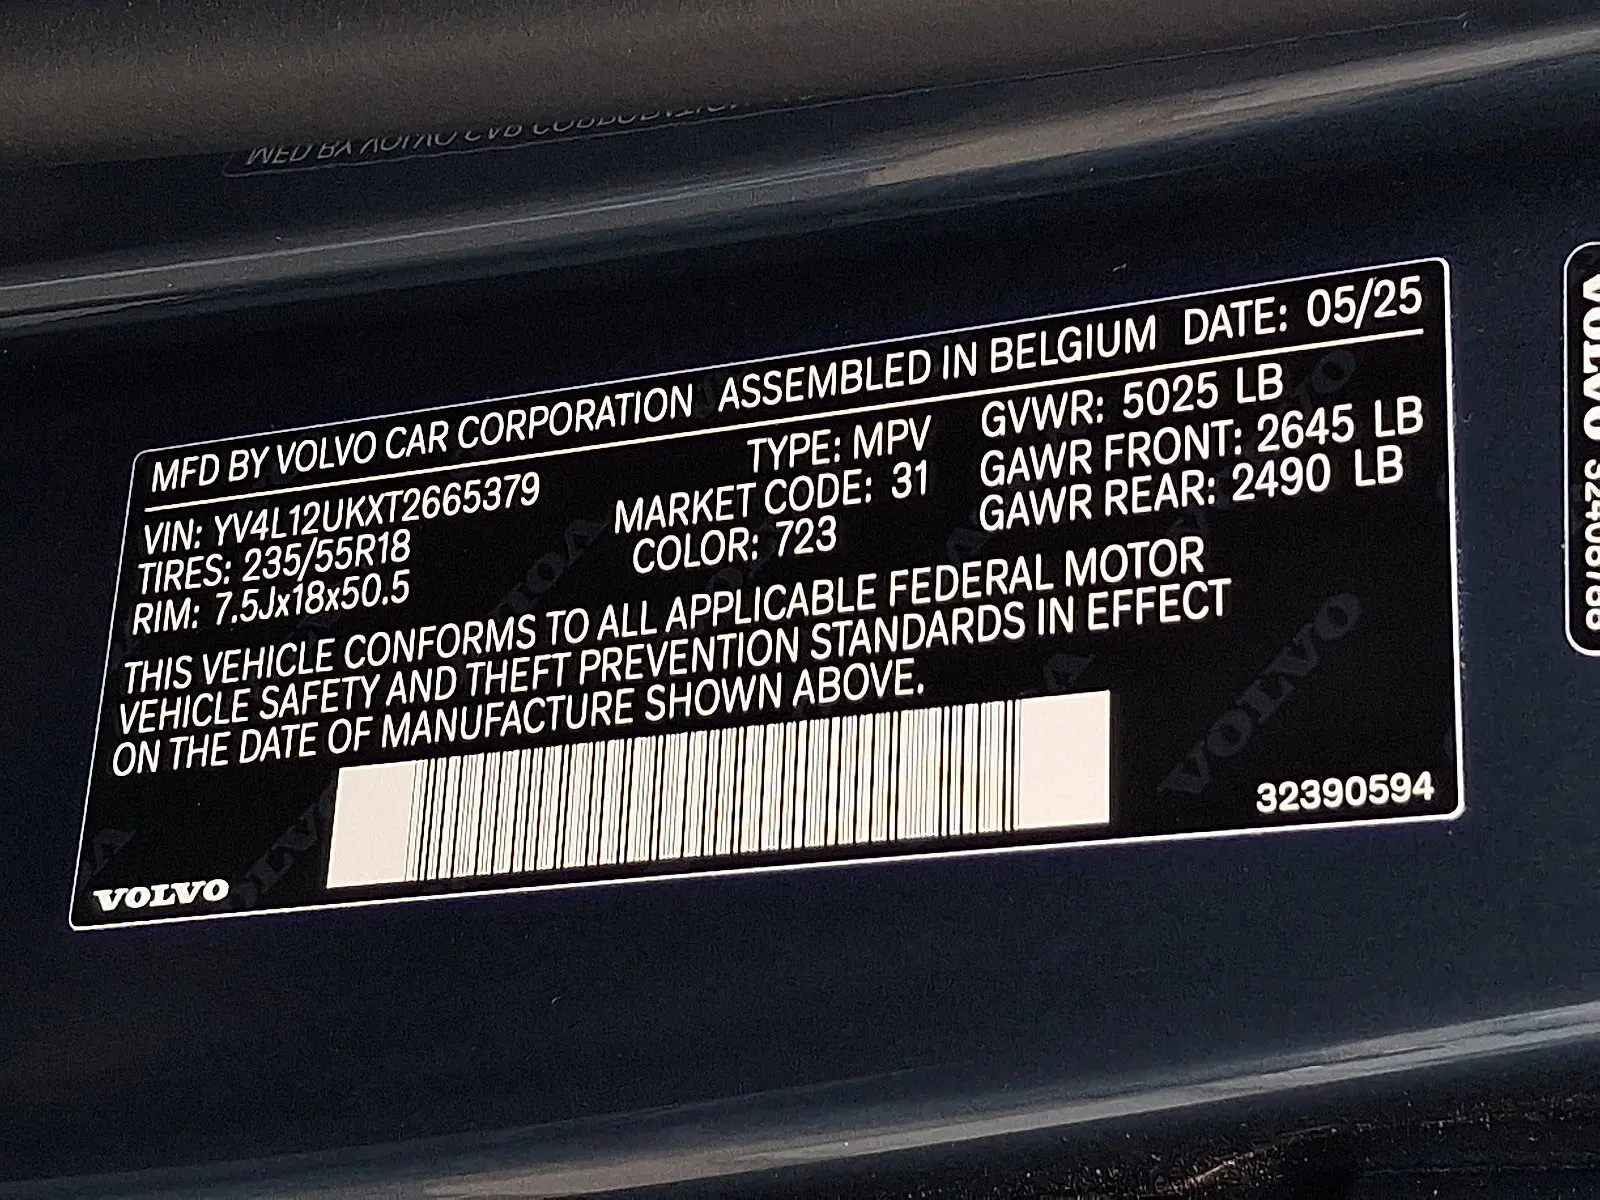 MFD BY VOLVO CAR CORPORATION ASSEMBLED IN BELGIUM DATE: 05/25
VIN: YV4L12UKXT2665379 TYPE: MPV GVWR: 5025 LB
TIRES: 235/55R18 MARKET CODE: 31 GAWR FRONT: 2645 LB
RIM: 7.5Jx18x50.5 COLOR: 723 GAWR REAR: 2490 LB
THIS VEHICLE CONFORMS TO ALL APPLICABLE FEDERAL MOTOR
VEHICLE SAFETY AND THEFT PREVENTION STANDARDS IN EFFECT
ON THE DATE OF MANUFACTURE SHOWN ABOVE.
32390594
VOLVO
VOLVO